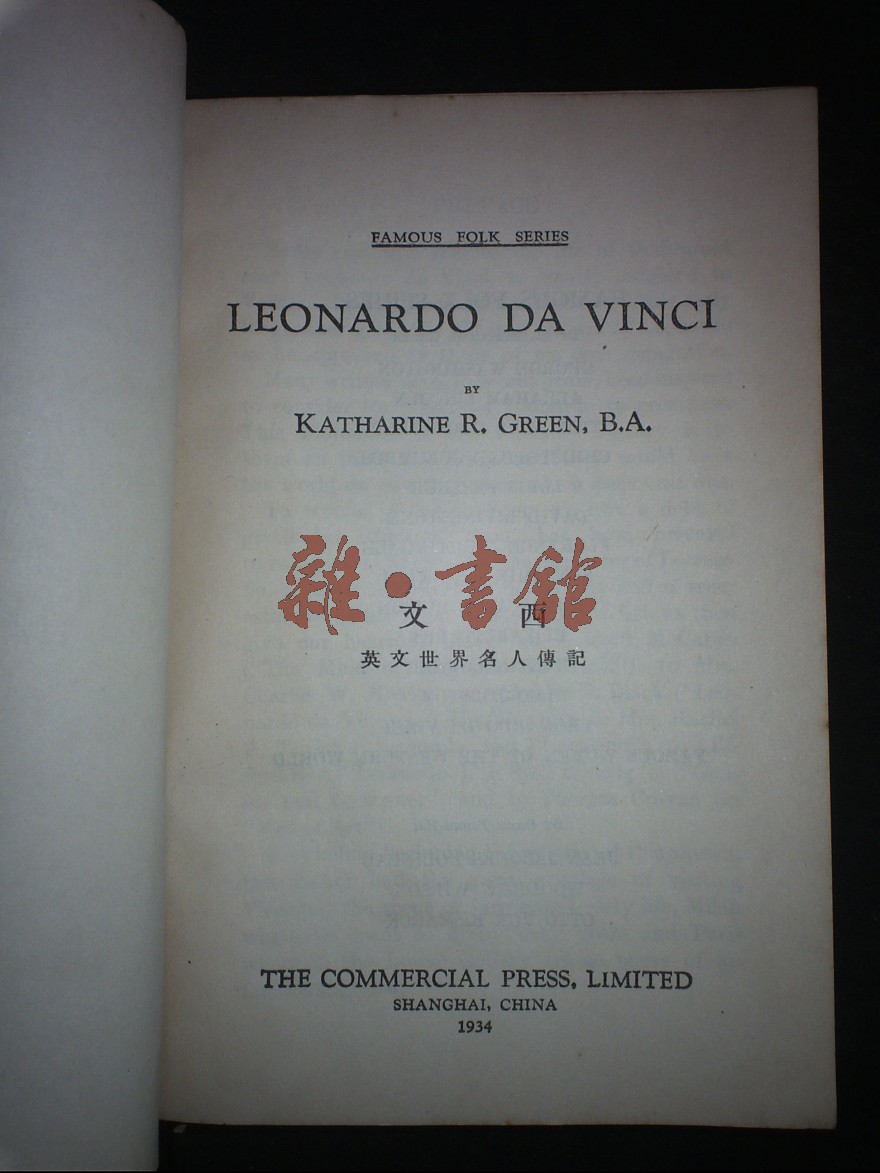 FAMOUS FOLK SERIES
LEONARDO DA VINCI
BY
KATHARINE R. GREEN, B.A.
雜·書館
文西
英文世界名人傳記
THE COMMERCIAL PRESS, LIMITED
SHANGHAI, CHINA
1934